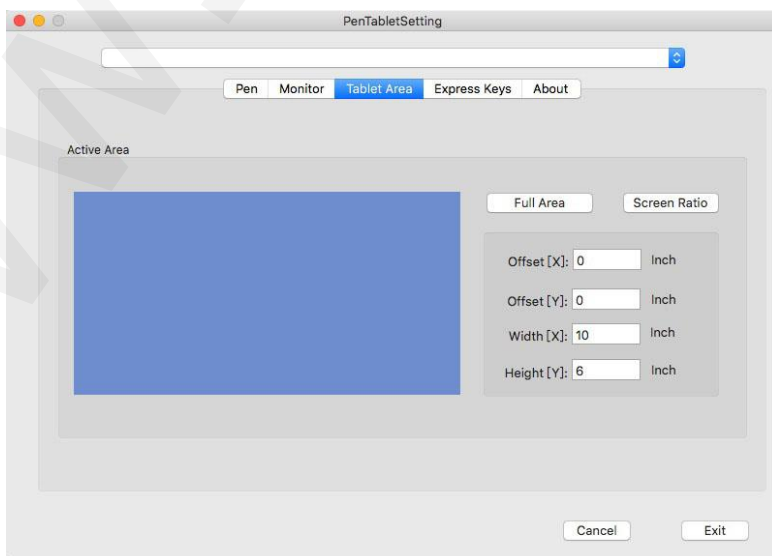 PenTabletSetting
Pen Monitor Tablet Area Express Keys About
Active Area
Full Area Screen Ratio
Offset [X]: 0 Inch
Offset [Y]: 0 Inch
Width [X]: 10 Inch
Height [Y]: 6 Inch
Cancel Exit